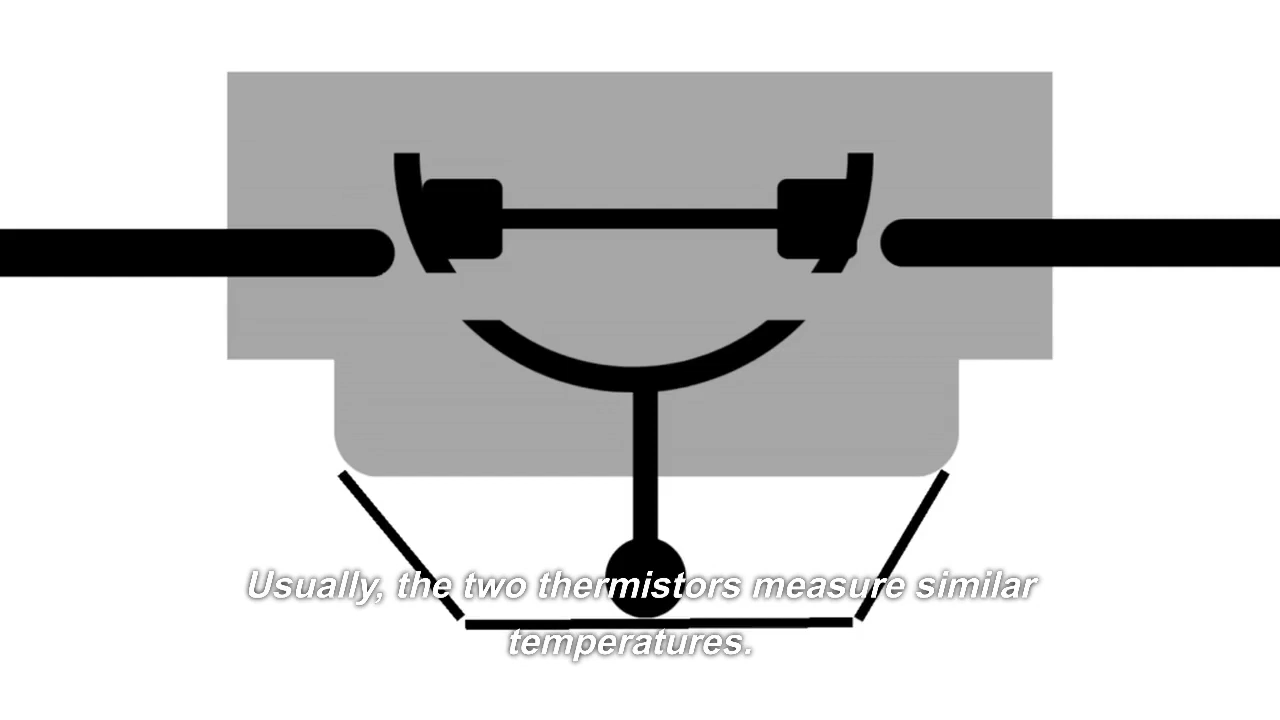 Usually, the two thermistors measure similar
temperatures.